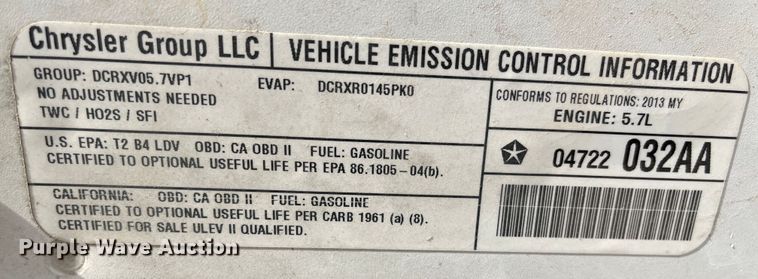 Chrysler Group LLC | VEHICLE EMISSION CONTROL INFORMATION
GROUP: DCRXV05.7VP1 EVAP: DCRXR0145PK0
NO ADJUSTMENTS NEEDED
TWC / HO2S / SFI
CONFORMS TO REGULATIONS: 2013 MY
ENGINE: 5.7L
U.S. EPA: T2 B4 LDV OBD: CA OBD II FUEL: GASOLINE
CERTIFIED TO OPTIONAL USEFUL LIFE PER EPA 86.1805-04(b).
04722 032AA
CALIFORNIA: OBD: CA OBD II FUEL: GASOLINE
CERTIFIED TO OPTIONAL USEFUL LIFE PER CARB 1961 (a) (8).
CERTIFIED FOR SALE ULEV II QUALIFIED.
Purple Wave Auction